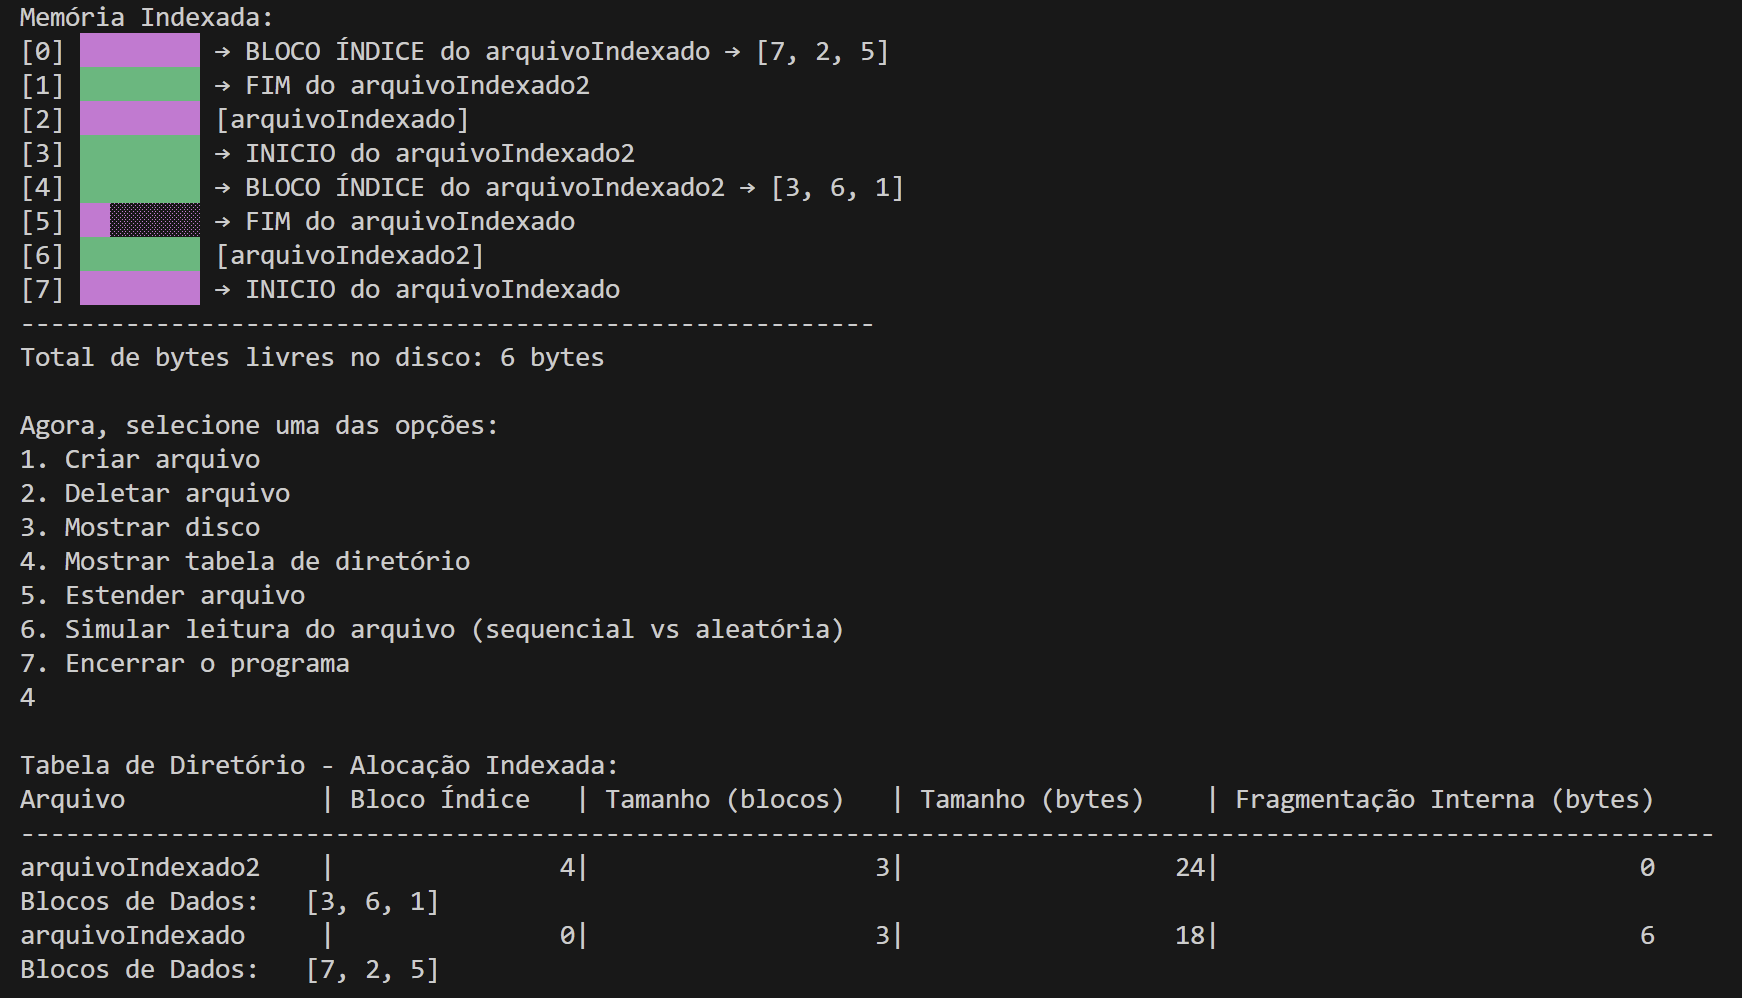 Memória Indexada:
[0] → BLOCO ÍNDICE do arquivoIndexado → [7, 2, 5]
[1] → FIM do arquivoIndexado2
[2] [arquivoIndexado]
[3] → INICIO do arquivoIndexado2
[4] → BLOCO ÍNDICE do arquivoIndexado2 → [3, 6, 1]
[5] → FIM do arquivoIndexado
[6] [arquivoIndexado2]
[7] → INICIO do arquivoIndexado
---------------------------------------------------------
Total de bytes livres no disco: 6 bytes
Agora, selecione uma das opções:
1. Criar arquivo
2. Deletar arquivo
3. Mostrar disco
4. Mostrar tabela de diretório
5. Estender arquivo
6. Simular leitura do arquivo (sequencial vs aleatória)
7. Encerrar o programa
4
Tabela de Diretório - Alocação Indexada:
Arquivo | Bloco Índice | Tamanho (blocos) | Tamanho (bytes) | Fragmentação Interna (bytes)
-----------------------------------------------------------------------------------------------------------------
arquivoIndexado2 | 4| 3| 24| 0
Blocos de Dados: [3, 6, 1]
arquivoIndexado | 0| 3| 18| 6
Blocos de Dados: [7, 2, 5]